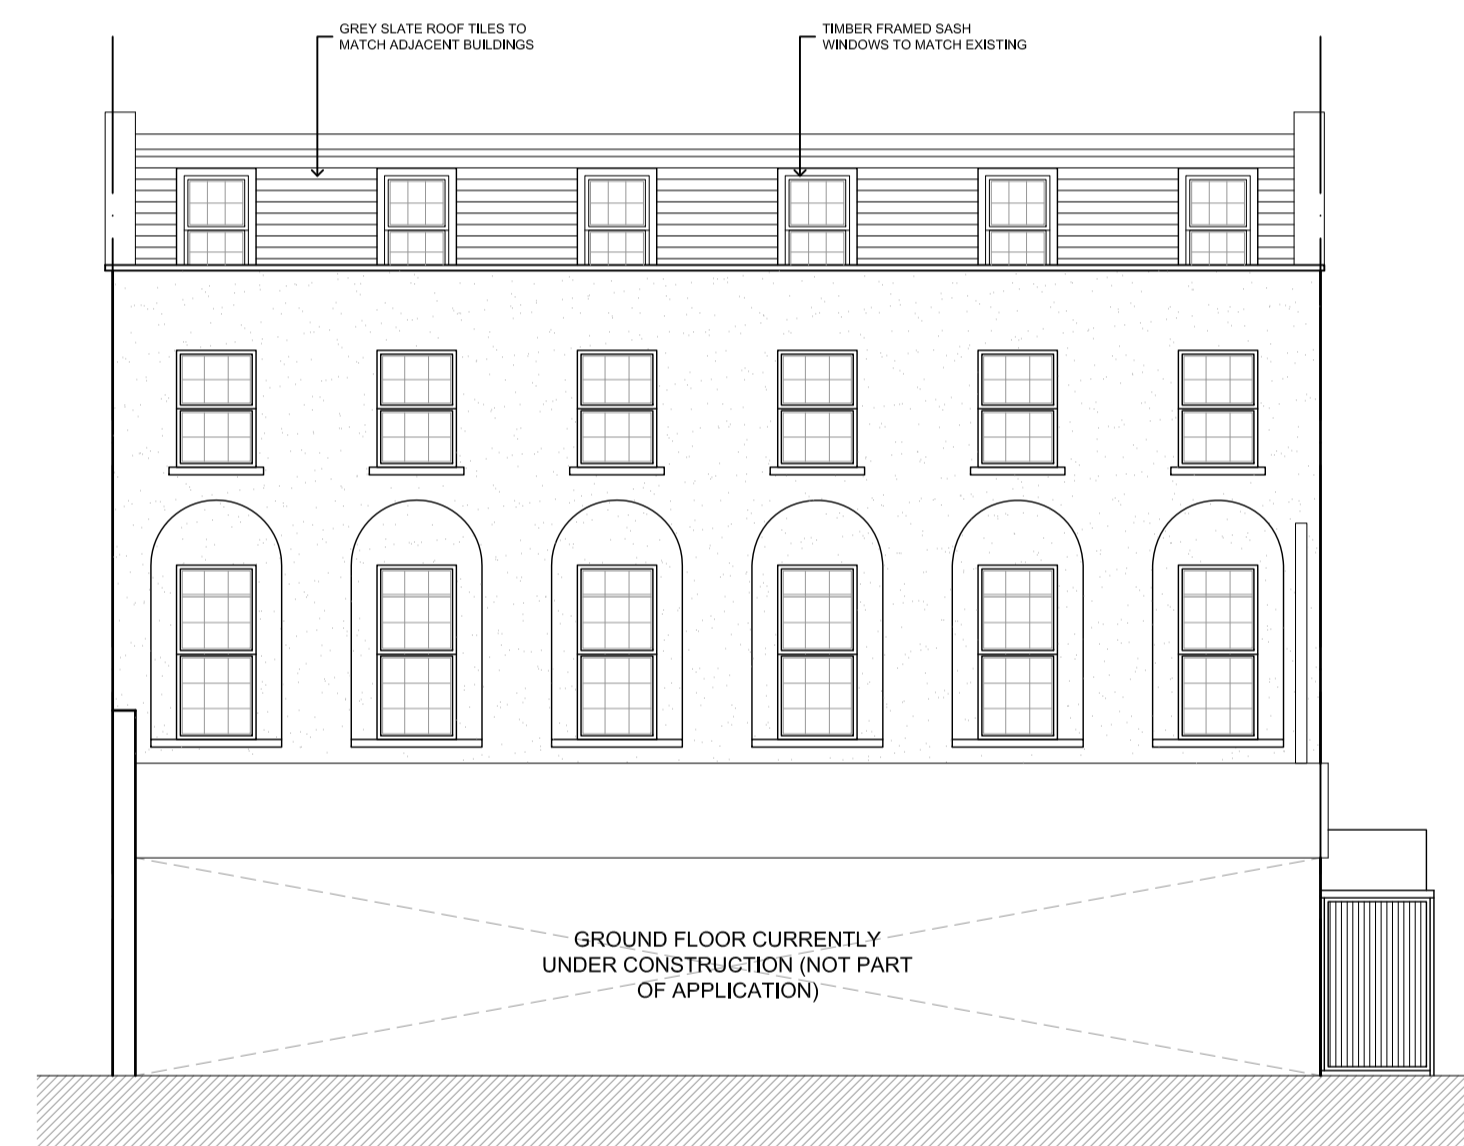 GREY SLATE ROOF TILES TO
MATCH ADJACENT BUILDINGS
TIMBER FRAMED SASH
WINDOWS TO MATCH EXISTING
GROUND FLOOR CURRENTLY
UNDER CONSTRUCTION (NOT PART
OF APPLICATION)